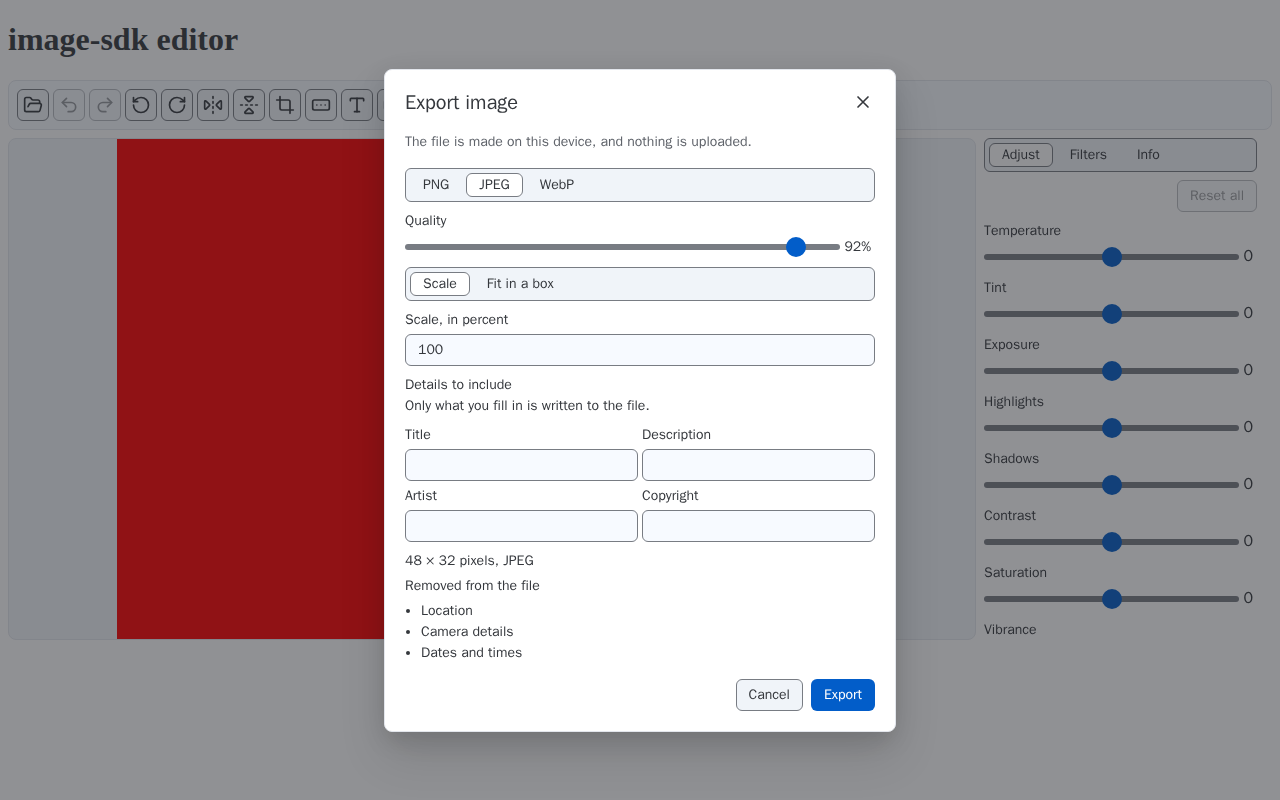 image-sdk editor
Export image
The file is made on this device, and nothing is uploaded.
PNG JPEG WebP
Quality
92%
Scale Fit in a box
Scale, in percent
100
Details to include
Only what you fill in is written to the file.
Title Description
Artist Copyright
48 × 32 pixels, JPEG
Removed from the file
• Location
• Camera details
• Dates and times
Cancel Export
Adjust Filters Info
Reset all
Temperature
0
Tint
0
Exposure
0
Highlights
0
Shadows
0
Contrast
0
Saturation
0
Vibrance